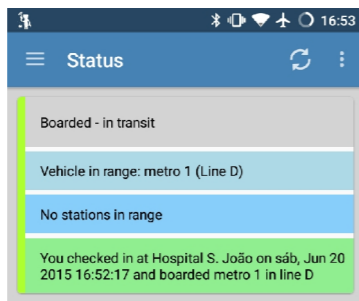 16:53
Status
Boarded - in transit
Vehicle in range: metro 1 (Line D)
No stations in range
You checked in at Hospital S. João on sáb, Jun 20
2015 16:52:17 and boarded metro 1 in line D